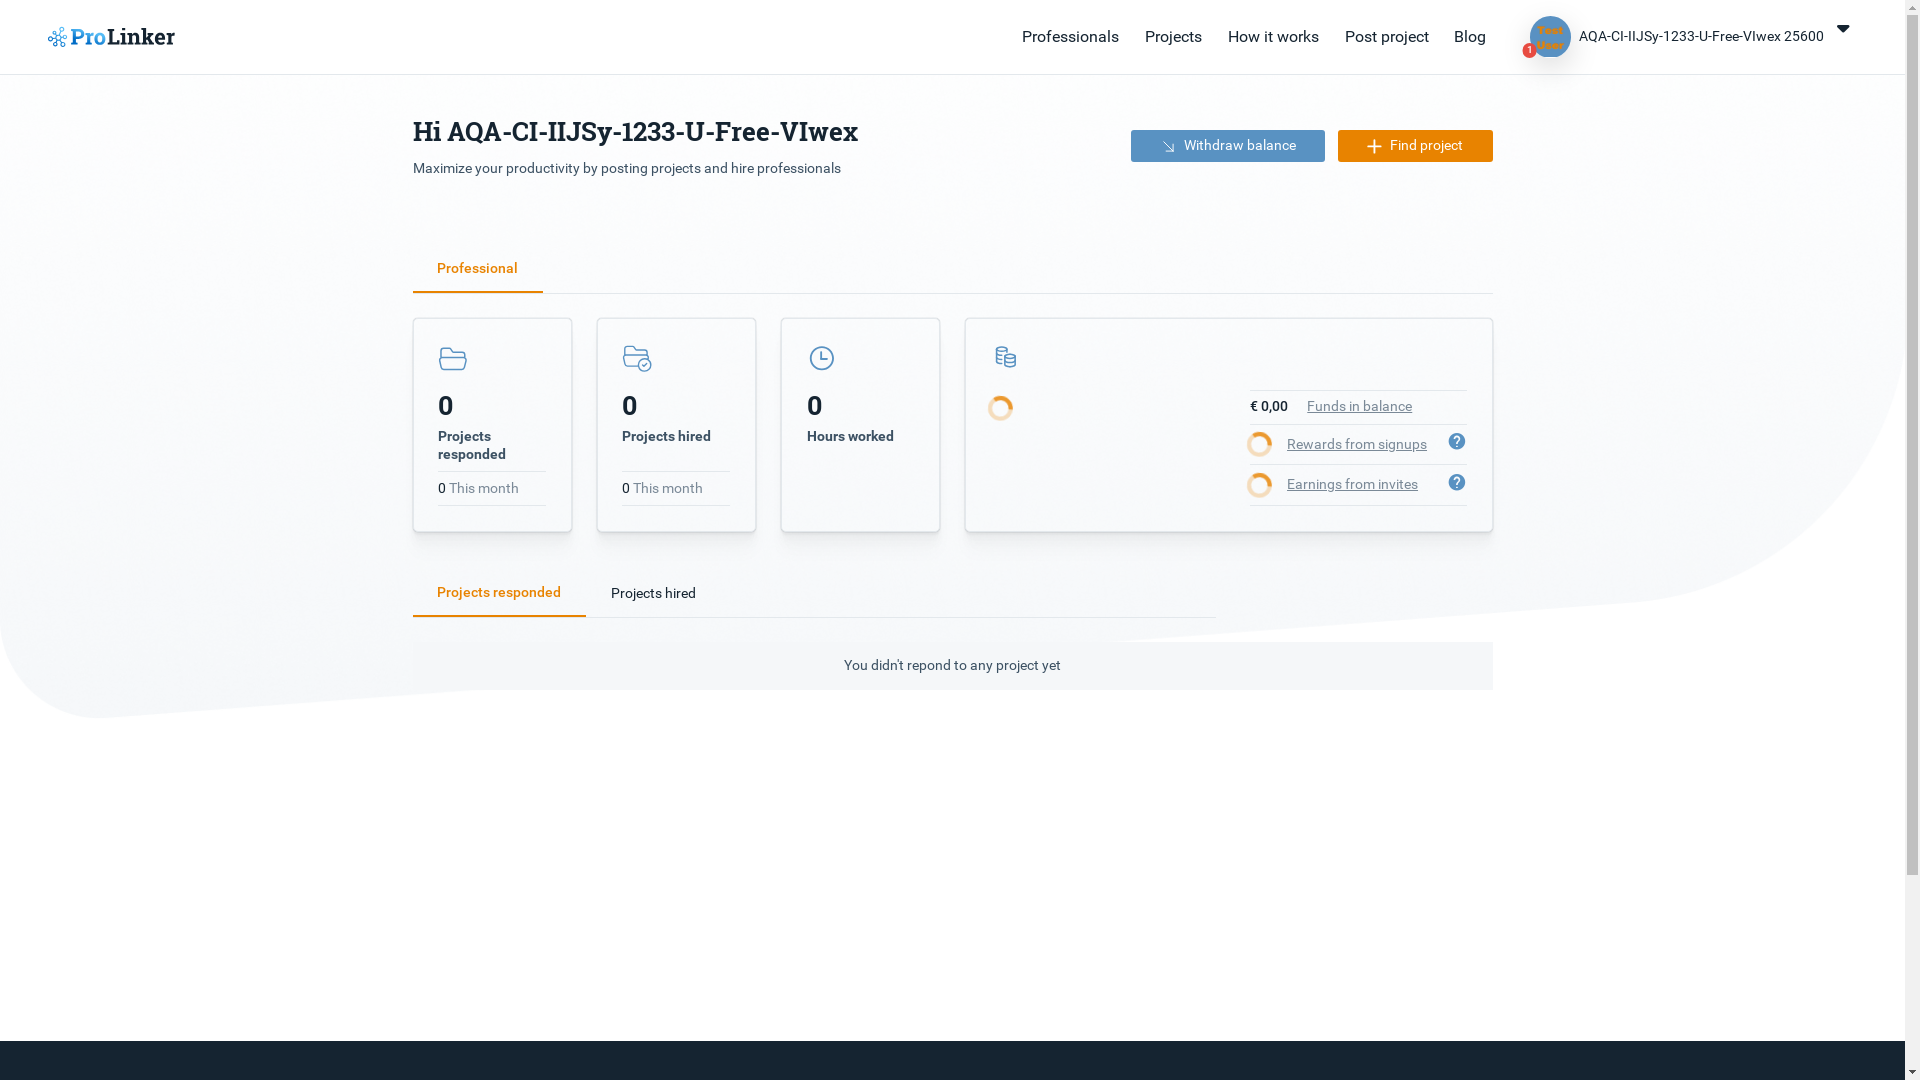 ProLinker
Professionals
Projects
How it works
Post project
Blog
Test
User
1
AQA-CI-IIJSy-1233-U-Free-VIwex 25600
Hi AQA-CI-IIJSy-1233-U-Free-VIwex
Maximize your productivity by posting projects and hire professionals
Withdraw balance
Find project
Professional
0
Projects
responded
0 This month
0
Projects hired
0 This month
0
Hours worked
€ 0,00 Funds in balance
Rewards from signups ?
Earnings from invites ?
Projects responded
Projects hired
You didn't repond to any project yet